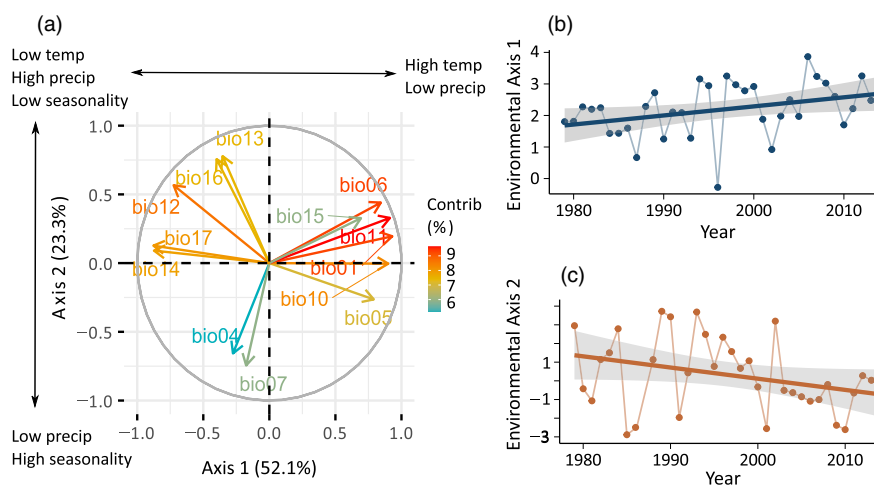 (a)
Low temp
High precip
Low seasonality
High temp
Low precip
1.0
0.5
0.0
−0.5
−1.0
Axis 2 (23.3%)
bio13
bio16
bio12
bio17
bio14
bio06
bio15
bio11
bio01
bio10
bio05
bio04
bio07
−1.0
−0.5
0.0
0.5
1.0
Axis 1 (52.1%)
Low precip
High seasonality
Contrib
(%)
9
8
7
6
(b)
Environmental Axis 1
4
3
2
1
0
1980
1990
2000
2010
Year
(c)
Environmental Axis 2
1
−1
−3
1980
1990
2000
2010
Year